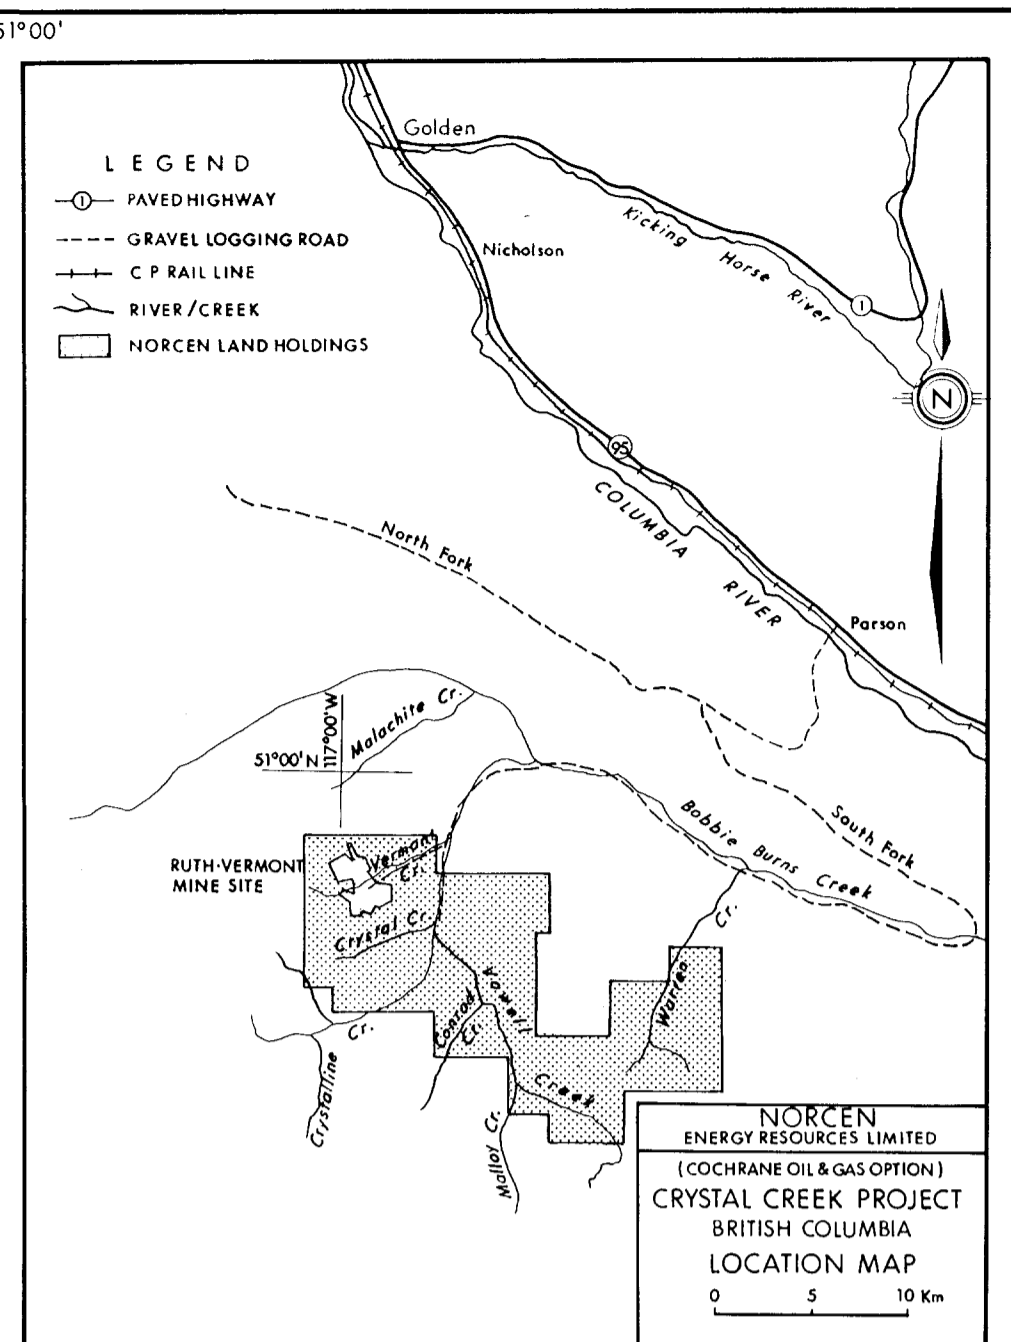 51°00'
LEGEND
1 PAVED HIGHWAY
GRAVEL LOGGING ROAD
C P RAIL LINE
RIVER/CREEK
NORCEN LAND HOLDINGS
Golden
Nicholson
Kicking Horse River
1
N
95
COLUMBIA RIVER
North Fork
Parson
Malachite Cr.
117°00'W
51°00'N
Bobbie Burns Creek
South Fork
RUTH-VERMONT
MINE SITE
Vermont
Cr.
Crystal Cr.
Vowell
Creek
Conrad
Cr.
Warren
Cr.
Crystalline
Cr.
Malloy Cr.
NORCEN
ENERGY RESOURCES LIMITED
(COCHRANE OIL & GAS OPTION)
CRYSTAL CREEK PROJECT
BRITISH COLUMBIA
LOCATION MAP
0 5 10 Km